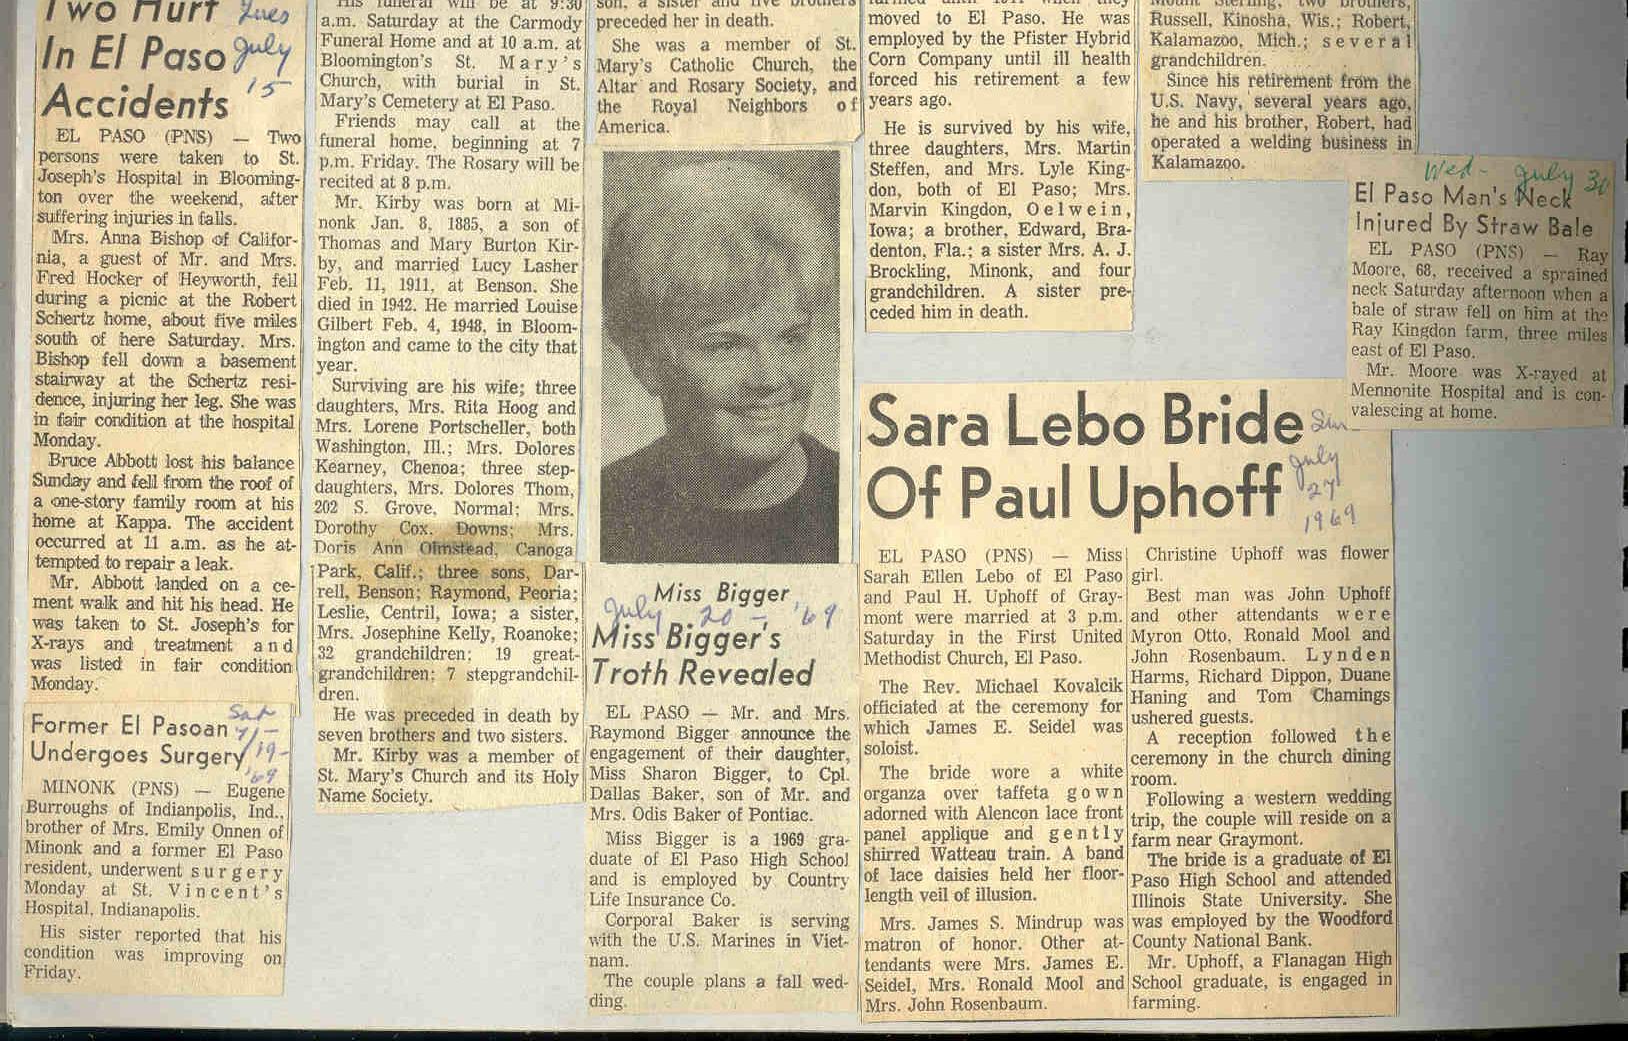 Two Hurt
In El Paso
Accidents
Tues
July
15
EL PASO (PNS) — Two
persons were taken to St.
Joseph's Hospital in Blooming-
ton over the weekend, after
suffering injuries in falls.
Mrs. Anna Bishop of Califor-
nia, a guest of Mr. and Mrs.
Fred Hocker of Heyworth, fell
during a picnic at the Robert
Schertz home, about five miles
south of here Saturday. Mrs.
Bishop fell down a basement
stairway at the Schertz resi-
dence, injuring her leg. She was
in fair condition at the hospital
Monday.
Bruce Abbott lost his balance
Sunday and fell from the roof of
a one-story family room at his
home at Kappa. The accident
occurred at 11 a.m. as he at-
tempted to repair a leak.
Mr. Abbott landed on a ce-
ment walk and hit his head. He
was taken to St. Joseph's for
X-rays and treatment and
was listed in fair condition
Monday.
Former El Pasoan
Undergoes Surgery
Sat
7/-
19-
'69
MINONK (PNS) — Eugene
Burroughs of Indianpolis, Ind.,
brother of Mrs. Emily Onnen of
Minonk and a former El Paso
resident, underwent surgery
Monday at St. Vincent's
Hospital, Indianapolis.
His sister reported that his
condition was improving on
Friday.
His funeral will be at 9:30
a.m. Saturday at the Carmody
Funeral Home and at 10 a.m. at
Bloomington's St. Mary's
Church, with burial in St.
Mary's Cemetery at El Paso.
Friends may call at the
funeral home, beginning at 7
p.m. Friday. The Rosary will be
recited at 8 p.m.
Mr. Kirby was born at Mi-
nonk Jan. 8, 1885, a son of
Thomas and Mary Burton Kir-
by, and married Lucy Lasher
Feb. 11, 1911, at Benson. She
died in 1942. He married Louise
Gilbert Feb. 4, 1948, in Bloom-
ington and came to the city that
year.
Surviving are his wife; three
daughters, Mrs. Rita Hoog and
Mrs. Lorene Portscheller, both
Washington, Ill.; Mrs. Dolores
Kearney, Chenoa; three step-
daughters, Mrs. Dolores Thom,
202 S. Grove, Normal; Mrs.
Dorothy Cox, Downs; Mrs.
Doris Ann Olmstead, Canoga
Park, Calif.; three sons, Dar-
rell, Benson; Raymond, Peoria;
Leslie, Centril, Iowa; a sister,
Mrs. Josephine Kelly, Roanoke;
32 grandchildren; 19 great-
grandchildren; 7 stepgrandchil-
dren.
He was preceded in death by
seven brothers and two sisters.
Mr. Kirby was a member of
St. Mary's Church and its Holy
Name Society.
son, a sister and five brothers
preceded her in death.
She was a member of St.
Mary's Catholic Church, the
Altar and Rosary Society, and
the Royal Neighbors of
America.
Miss Bigger
July 20 - '69
Miss Bigger's
Troth Revealed
EL PASO — Mr. and Mrs.
Raymond Bigger announce the
engagement of their daughter,
Miss Sharon Bigger, to Cpl.
Dallas Baker, son of Mr. and
Mrs. Odis Baker of Pontiac.
Miss Bigger is a 1969 gra-
duate of El Paso High School
and is employed by Country
Life Insurance Co.
Corporal Baker is serving
with the U.S. Marines in Viet-
nam.
The couple plans a fall wed-
ding.
farmed until 1941 when they
moved to El Paso. He was
employed by the Pfister Hybrid
Corn Company until ill health
forced his retirement a few
years ago.
He is survived by his wife,
three daughters, Mrs. Martin
Steffen, and Mrs. Lyle King-
don, both of El Paso; Mrs.
Marvin Kingdon, Oelwein,
Iowa; a brother, Edward, Bra-
denton, Fla.; a sister Mrs. A. J.
Brockling, Minonk, and four
grandchildren. A sister pre-
ceded him in death.
Mount Sterling, two brothers,
Russell, Kinosha, Wis.; Robert,
Kalamazoo, Mich.; several
grandchildren.
Since his retirement from the
U.S. Navy, several years ago,
he and his brother, Robert, had
operated a welding business in
Kalamazoo.
Wed- July 30
El Paso Man's Neck
Injured By Straw Bale
EL PASO (PNS) — Ray
Moore, 68, received a sprained
neck Saturday afternoon when a
bale of straw fell on him at the
Ray Kingdon farm, three miles
east of El Paso.
Mr. Moore was X-rayed at
Mennonite Hospital and is con-
valescing at home.
Sara Lebo Bride
Of Paul Uphoff
Sun
July
27
1969
EL PASO (PNS) — Miss
Sarah Ellen Lebo of El Paso
and Paul H. Uphoff of Gray-
mont were married at 3 p.m.
Saturday in the First United
Methodist Church, El Paso.
The Rev. Michael Kovalcik
officiated at the ceremony for
which James E. Seidel was
soloist.
The bride wore a white
organza over taffeta gown
adorned with Alencon lace front
panel applique and gently
shirred Watteau train. A band
of lace daisies held her floor-
length veil of illusion.
Mrs. James S. Mindrup was
matron of honor. Other at-
tendants were Mrs. James E.
Seidel, Mrs. Ronald Mool and
Mrs. John Rosenbaum.
Christine Uphoff was flower
girl.
Best man was John Uphoff
and other attendants were
Myron Otto, Ronald Mool and
John Rosenbaum. Lynden
Harms, Richard Dippon, Duane
Haning and Tom Chamings
ushered guests.
A reception followed the
ceremony in the church dining
room.
Following a western wedding
trip, the couple will reside on a
farm near Graymont.
The bride is a graduate of El
Paso High School and attended
Illinois State University. She
was employed by the Woodford
County National Bank.
Mr. Uphoff, a Flanagan High
School graduate, is engaged in
farming.